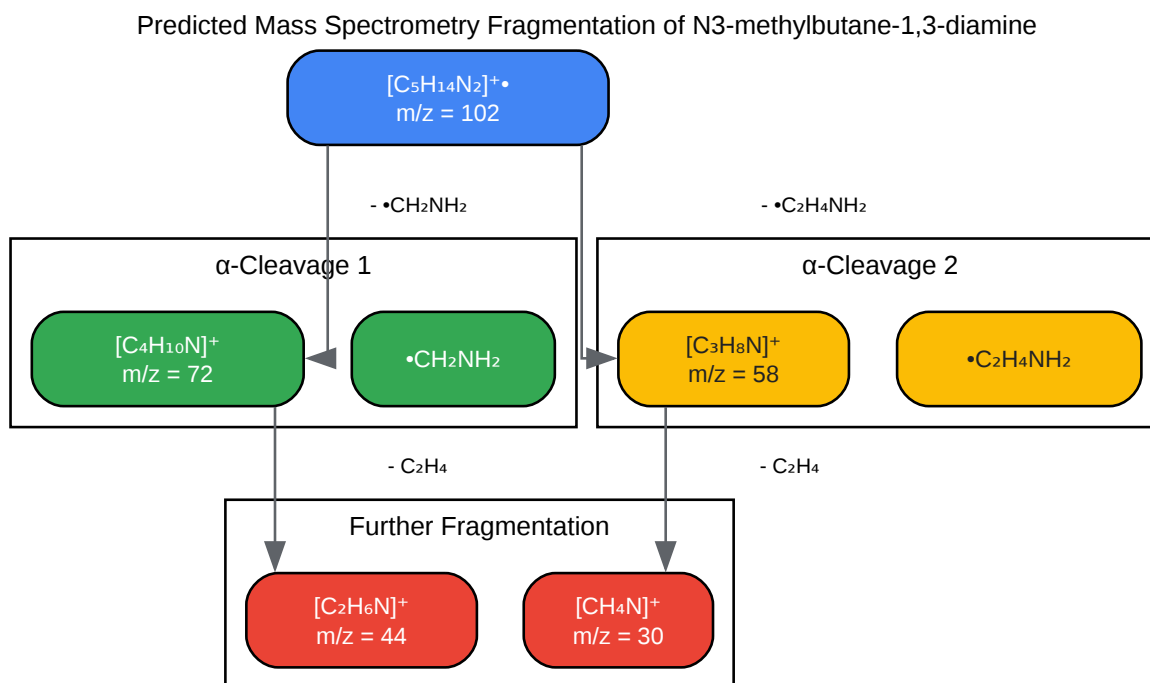 Predicted Mass Spectrometry Fragmentation of N3-methylbutane-1,3-diamine
[C₅H₁₄N₂]⁺•
m/z = 102
- •CH₂NH₂
- •C₂H₄NH₂
α-Cleavage 1
α-Cleavage 2
[C₄H₁₀N]⁺
m/z = 72
•CH₂NH₂
[C₃H₈N]⁺
m/z = 58
•C₂H₄NH₂
- C₂H₄
- C₂H₄
Further Fragmentation
[C₂H₆N]⁺
m/z = 44
[CH₄N]⁺
m/z = 30